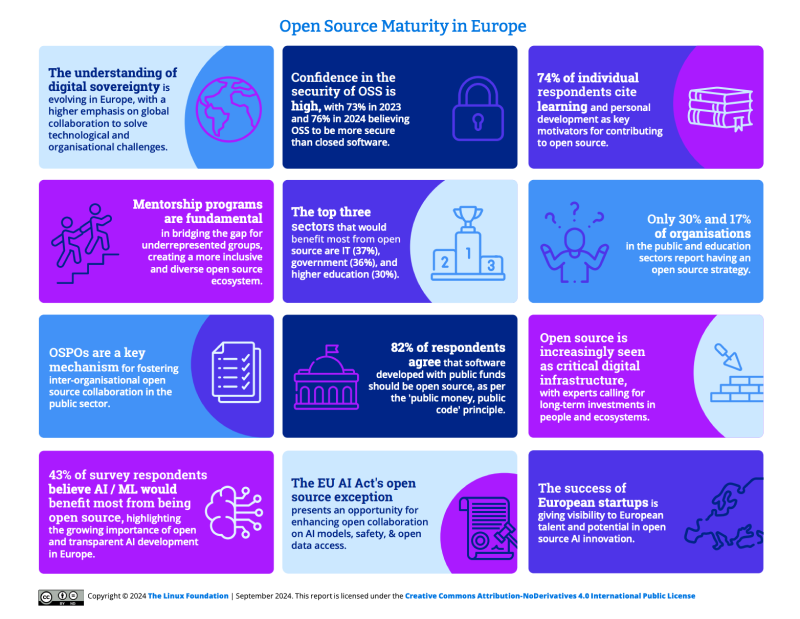 Open Source Maturity in Europe
The understanding of
digital sovereignty is
evolving in Europe, with a
higher emphasis on global
collaboration to solve
technological and
organisational challenges.
Confidence in the
security of OSS is
high, with 73% in 2023
and 76% in 2024 believing
OSS to be more secure
than closed software.
74% of individual
respondents cite
learning and personal
development as key
motivators for contributing
to open source.
Mentorship programs
are fundamental
in bridging the gap for
underrepresented groups,
creating a more inclusive
and diverse open source
ecosystem.
The top three
sectors that would
benefit most from open
source are IT (37%),
government (36%), and
higher education (30%).
2
1
3
Only 30% and 17%
of organisations
in the public and education
sectors report having an
open source strategy.
OSPOs are a key
mechanism for fostering
inter-organisational open
source collaboration in the
public sector.
82% of respondents
agree that software
developed with public funds
should be open source, as per
the 'public money, public
code' principle.
Open source is
increasingly seen
as critical digital
infrastructure,
with experts calling for
long-term investments in
people and ecosystems.
43% of survey respondents
believe AI / ML would
benefit most from being
open source, highlighting
the growing importance of open
and transparent AI development
in Europe.
The EU AI Act's open
source exception
presents an opportunity for
enhancing open collaboration
on AI models, safety, & open
data access.
The success of
European startups is
giving visibility to European
talent and potential in open
source AI innovation.
cc BY ND Copyright © 2024 The Linux Foundation | September 2024. This report is licensed under the Creative Commons Attribution-NoDerivatives 4.0 International Public License